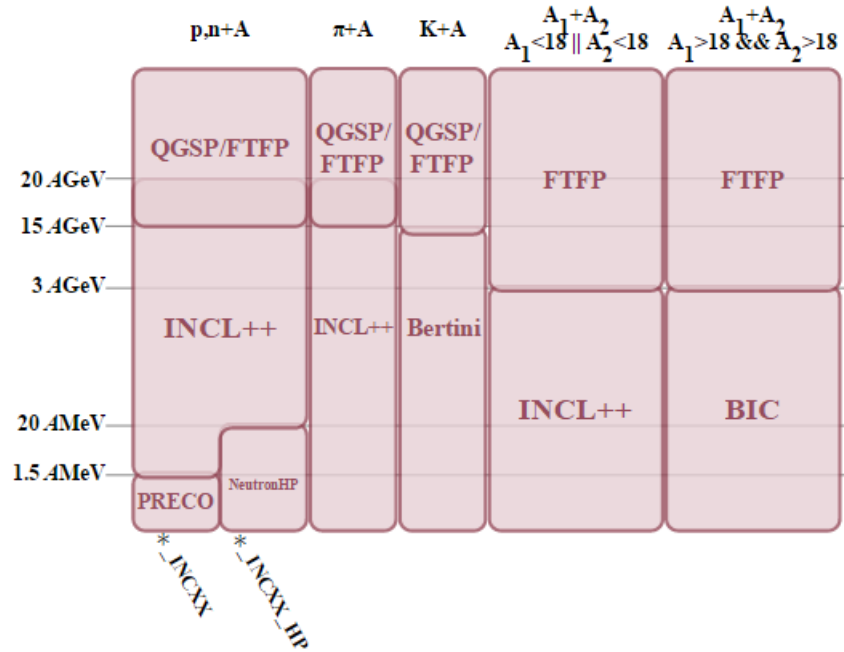 p,n+A
π+A
K+A
A1+A2
A1<18 || A2<18
A1+A2
A1>18 && A2>18
QGSP/FTFP
QGSP/
FTFP
QGSP/
FTFP
FTFP
FTFP
20 AGeV
15 AGeV
3 AGeV
INCL++
INCL++
Bertini
INCL++
BIC
20 AMeV
1.5 AMeV
PRECO
NeutronHP
*_INCXX
*_INCXX_HP